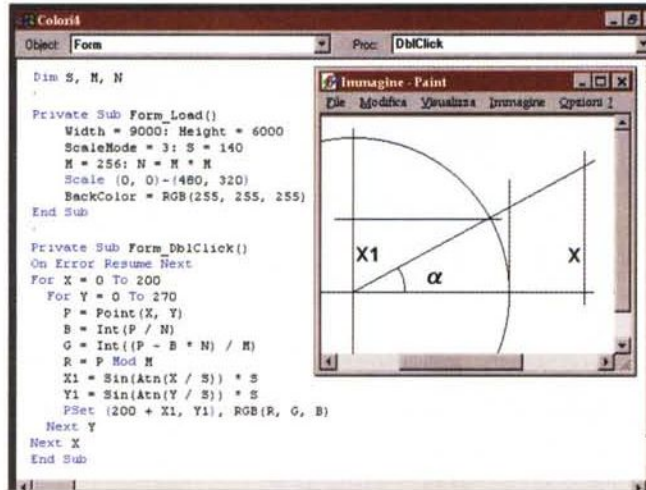 Colori4
Object: Form Proc: DblClick
Dim S, M, N
Private Sub Form_Load()
Width = 9000: Height = 6000
ScaleMode = 3: S = 140
M = 256: N = M * M
Scale (0, 0)-(480, 320)
BackColor = RGB(255, 255, 255)
End Sub
Private Sub Form_DblClick()
On Error Resume Next
For X = 0 To 200
For Y = 0 To 270
P = Point(X, Y)
B = Int(P / N)
G = Int((P - B * N) / M)
R = P Mod M
X1 = Sin(Atn(X / S)) * S
Y1 = Sin(Atn(Y / S)) * S
PSet (200 + X1, Y1), RGB(R, G, B)
Next Y
Next X
End Sub
Immagine - Paint
File Modifica Visualizza Immagine Opzioni ?
X1 α X